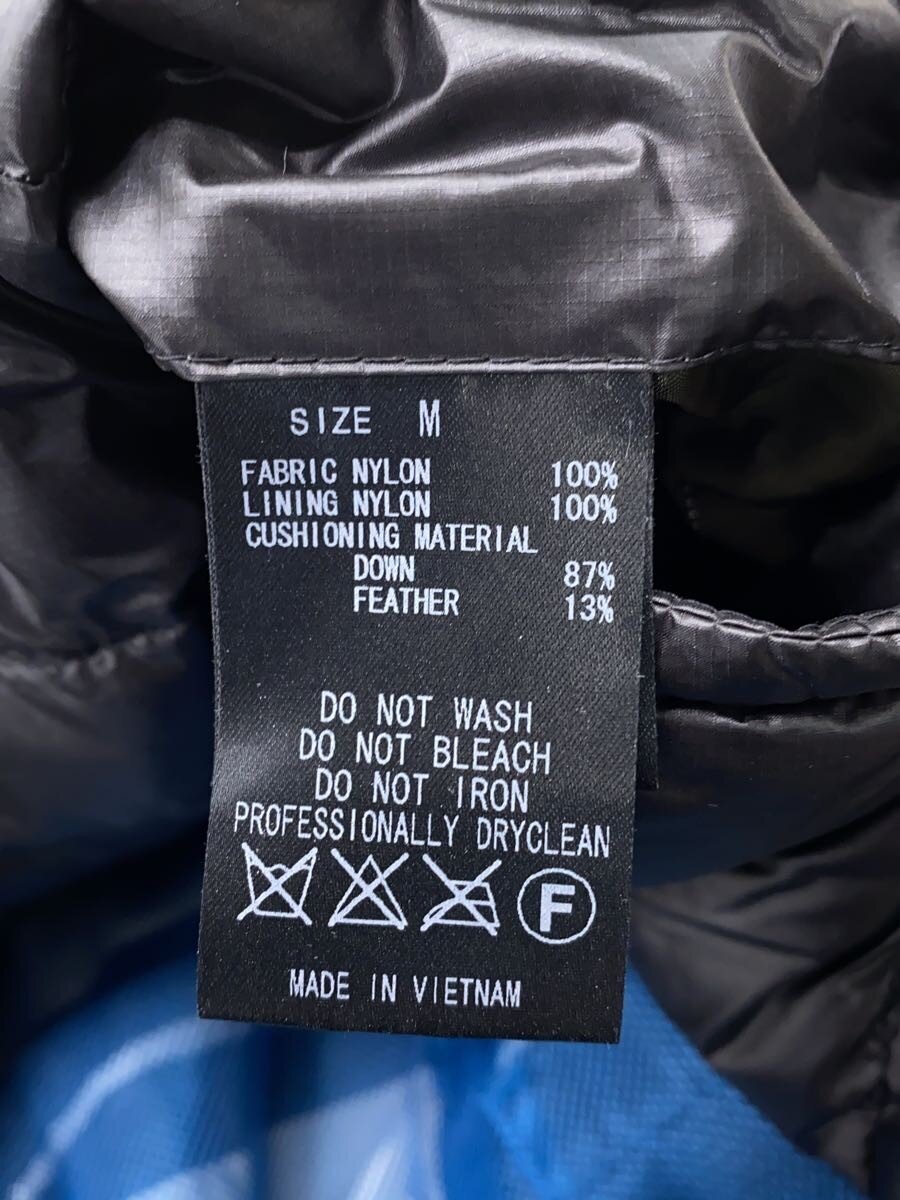 SIZE M
FABRIC NYLON 100%
LINING NYLON 100%
CUSHIONING MATERIAL
DOWN 87%
FEATHER 13%
DO NOT WASH
DO NOT BLEACH
DO NOT IRON
PROFESSIONALLY DRYCLEAN
F
MADE IN VIETNAM